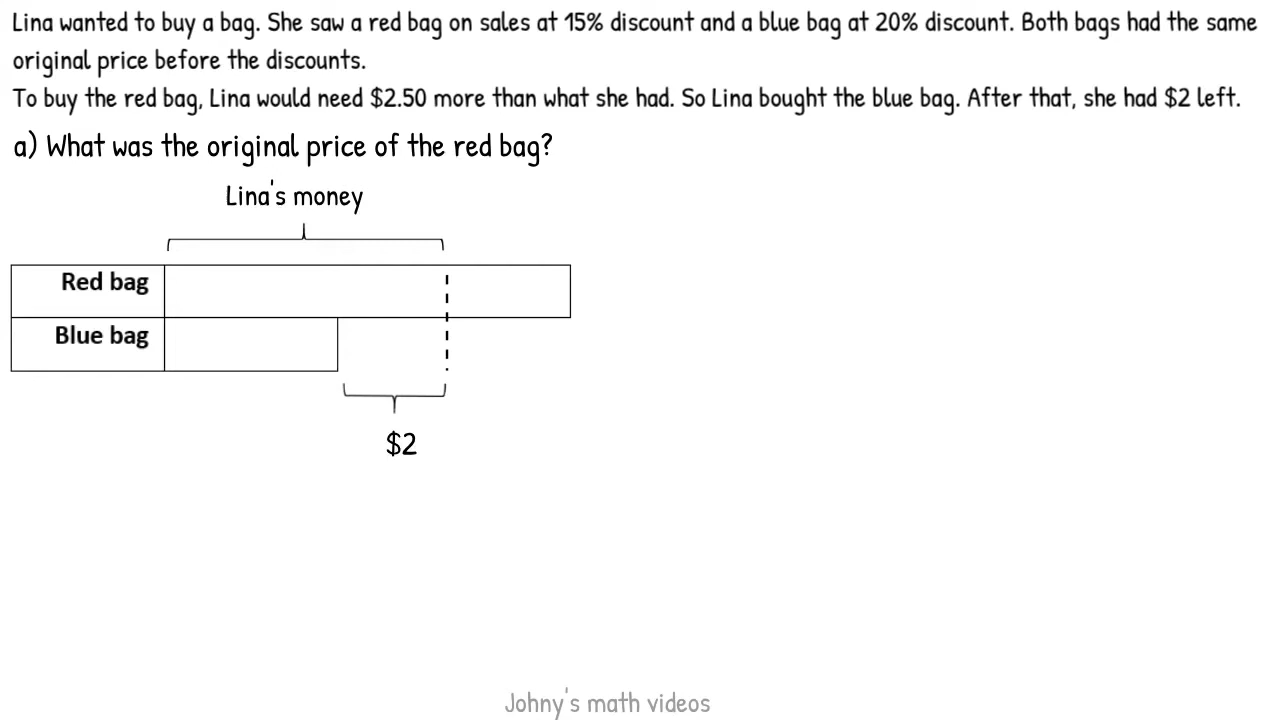 Lina wanted to buy a bag. She saw a red bag on sales at 15% discount and a blue bag at 20% discount. Both bags had the same
original price before the discounts.
To buy the red bag, Lina would need $2.50 more than what she had. So Lina bought the blue bag. After that, she had $2 left.
a) What was the original price of the red bag?
Lina's money
Red bag
Blue bag
$2
Johny's math videos